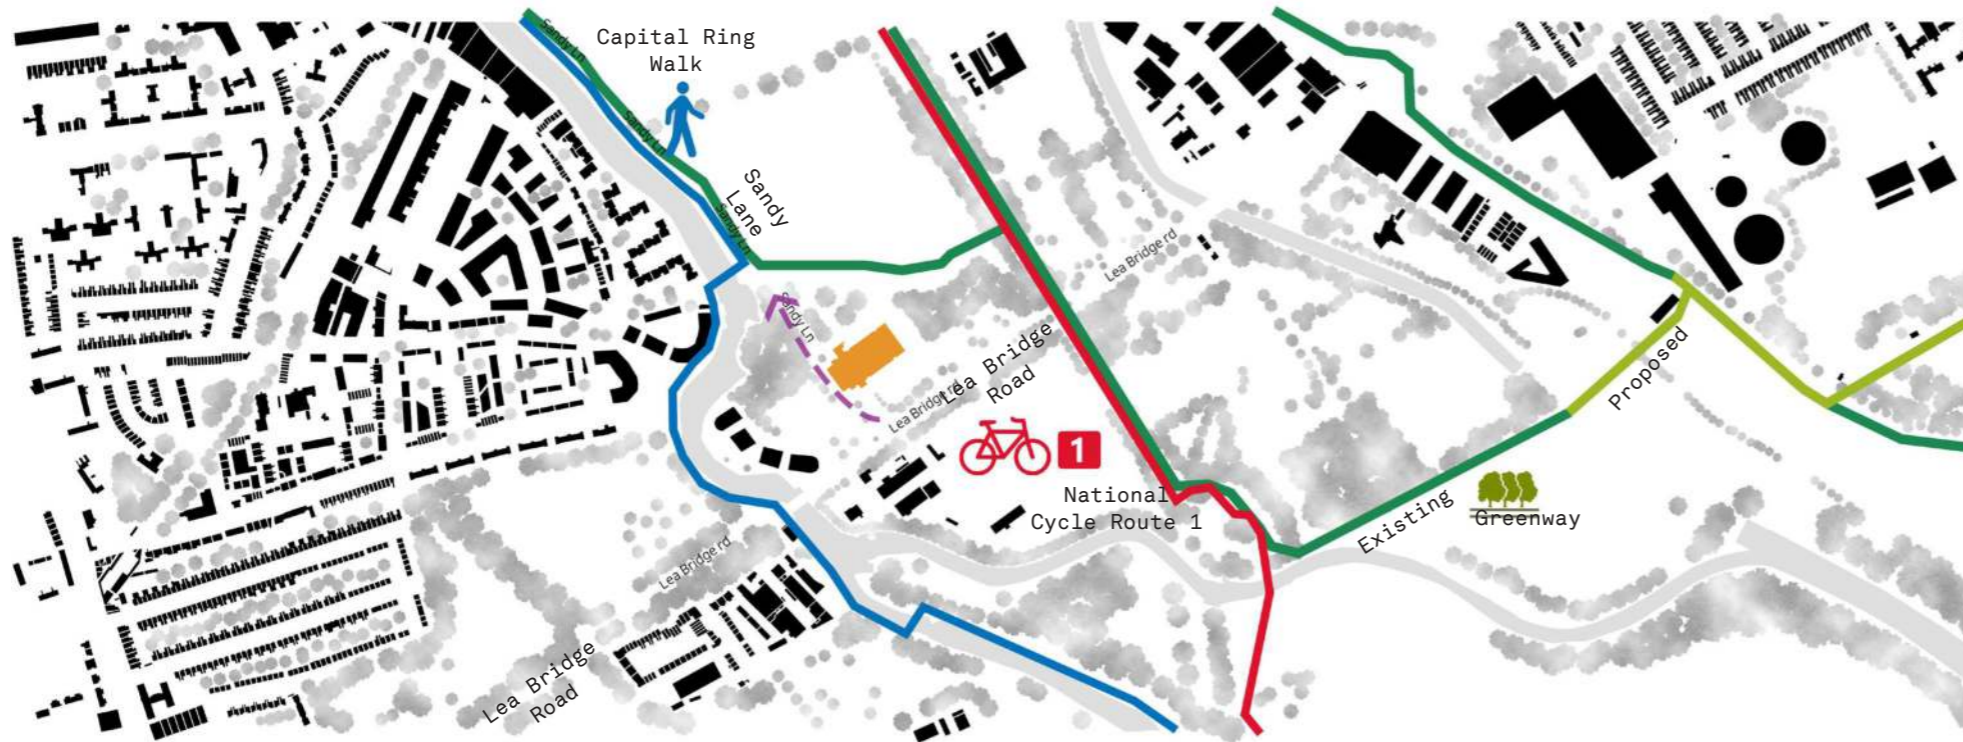 Sandy Ln
Capital Ring
Walk
Sandy Ln
Sandy
Lane
Sandy Ln
Lea Bridge rd
Sandy Ln
Lea Bridge
Road
Proposed
Lea Bridge rd
1
National
Cycle Route 1
Existing
Greenway
Lea Bridge rd
Lea Bridge
Road